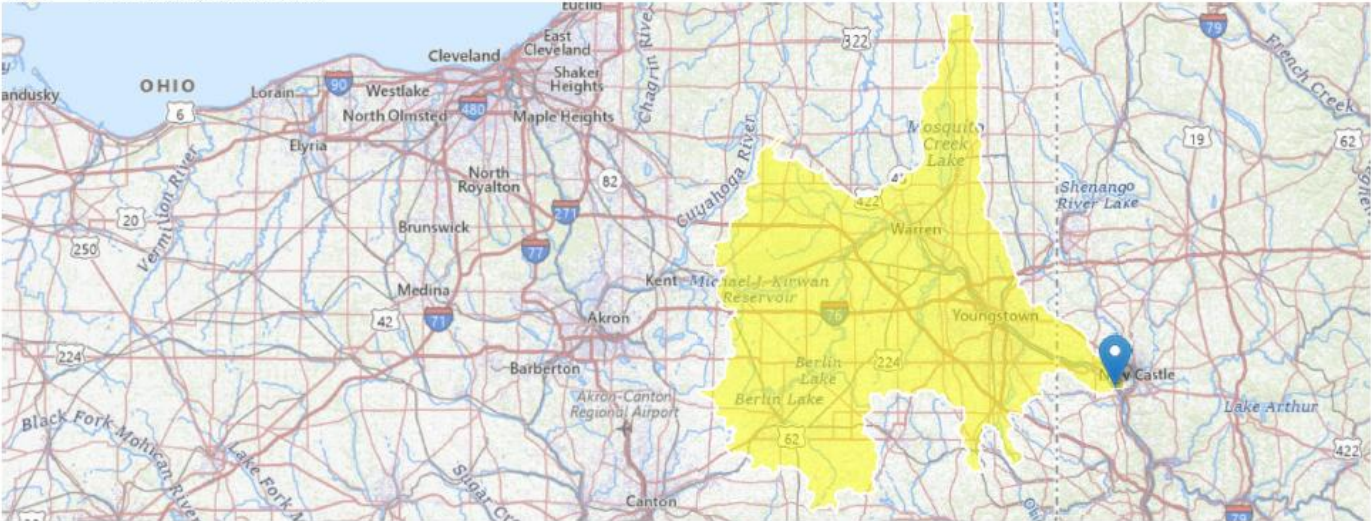 Euclid
East
Cleveland
Cleveland
322
79
French Creek
OHIO
90
Shaker
Heights
Chagrin River
andusky
Lorain
Westlake
480
6
North Olmsted
Maple Heights
Mosquito
Creek
Lake
19
62
Elyria
Cuyahoga River
North
Royalton
82
Shenango
River Lake
Vermilion River
422
20
271
Warren
Brunswick
250
77
Kent
Michael J. Kirwan
Reservoir
Medina
42
71
Akron
76
Youngstown
224
Barberton
Berlin
Lake
224
New Castle
Akron-Canton
Regional Airport
Berlin Lake
Lake Arthur
Black Fork Mohican River
62
422
Lake Fork M
Sugar Cre
Canton
79